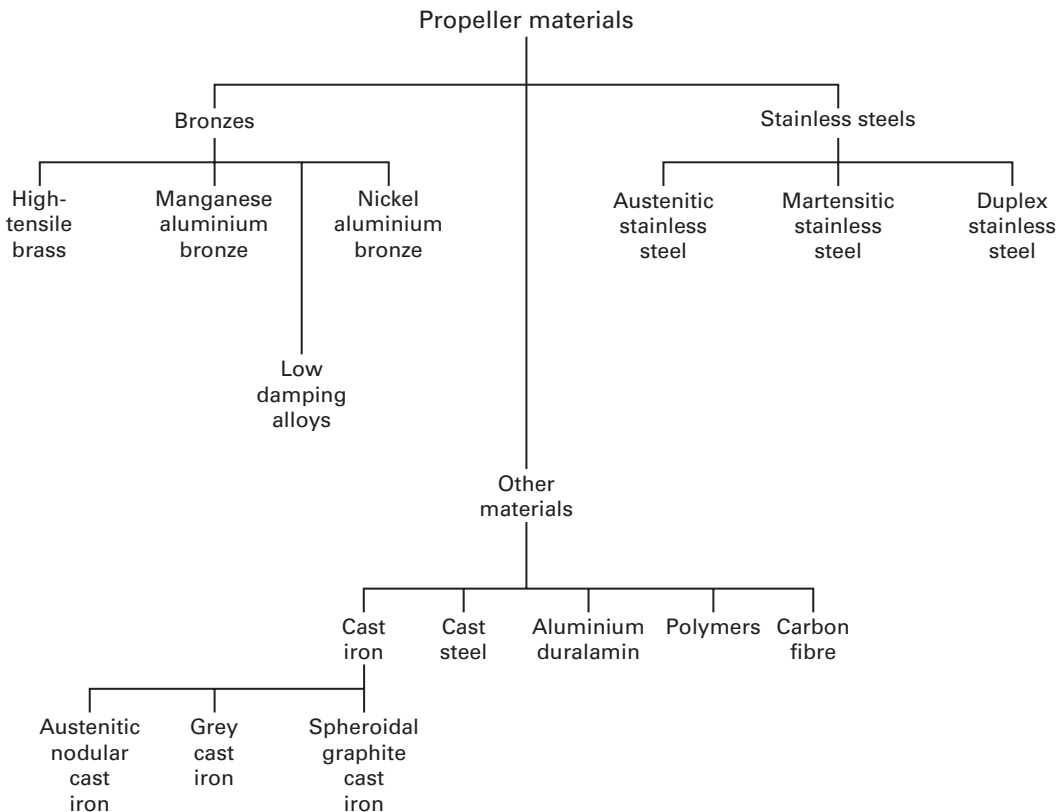 Propeller materials
Bronzes
Stainless steels
High-
tensile
brass
Manganese
aluminium
bronze
Nickel
aluminium
bronze
Austenitic
stainless
steel
Martensitic
stainless
steel
Duplex
stainless
steel
Low
damping
alloys
Other
materials
Cast
iron
Cast
steel
Aluminium
duralamin
Polymers
Carbon
fibre
Austenitic
nodular
cast
iron
Grey
cast
iron
Spheroidal
graphite
cast
iron